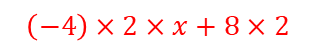 (−4) × 2 × x + 8 × 2